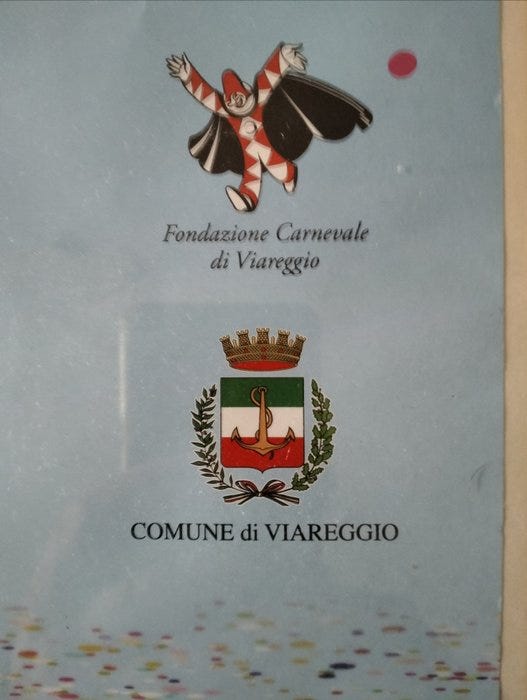 Fondazione Carnevale
di Viareggio
COMUNE di VIAREGGIO